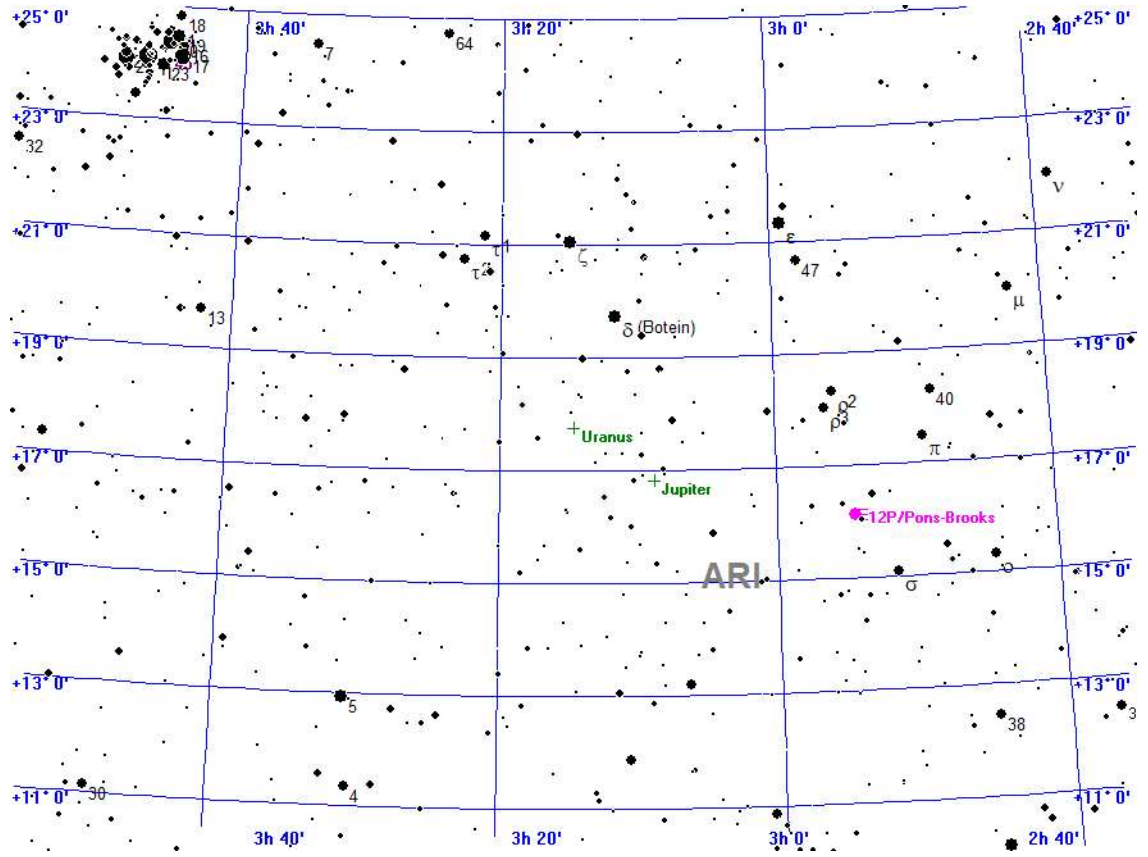 +25° 0' 3h 40' 3h 20' 3h 0' 2h 40' +25° 0'
18
64
7
19
16
17
23
+23° 0' +23° 0'
32
ν
+21° 0' +21° 0'
τ 1
ζ
ε
τ 2
47
μ
13
δ (Botein)
+19° 0' +19° 0'
40
ρ2
ρ3
Uranus
π
+17° 0' +17° 0'
Jupiter
12P/Pons-Brooks
+15° 0' ARI +15° 0'
σ
ο
+13° 0' +13° 0'
5
38
3
30
4
+11° 0' +11° 0'
3h 40' 3h 20' 3h 0' 2h 40'